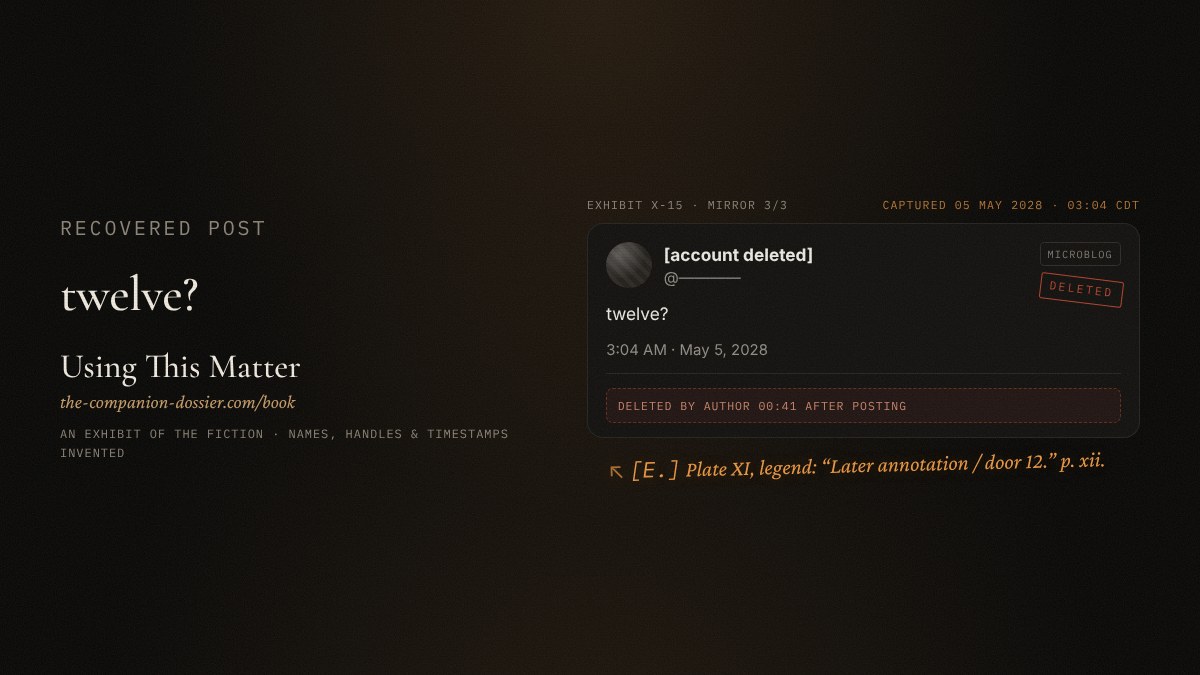 RECOVERED POST
twelve?
Using This Matter
the-companion-dossier.com/book
AN EXHIBIT OF THE FICTION · NAMES, HANDLES & TIMESTAMPS
INVENTED
EXHIBIT X-15 · MIRROR 3/3
CAPTURED 05 MAY 2028 · 03:04 CDT
[account deleted]
@————
MICROBLOG
DELETED
twelve?
3:04 AM · May 5, 2028
DELETED BY AUTHOR 00:41 AFTER POSTING
↖ [E.] Plate XI, legend: “Later annotation / door 12.” p. xii.